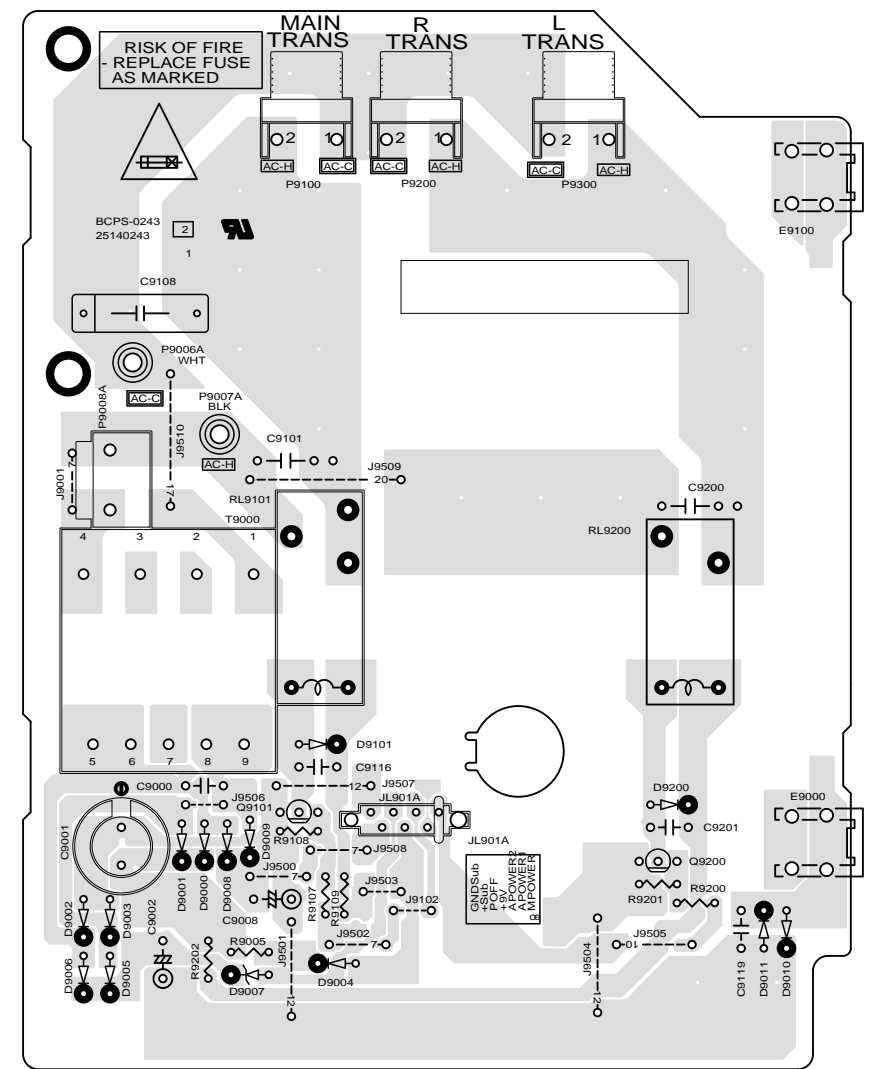 MAIN
TRANS
R
TRANS
L
TRANS
RISK OF FIRE
- REPLACE FUSE
AS MARKED
2 1
2 1
2 1
AC-H AC-C AC-C AC-H AC-C AC-H
P9100 P9200 P9300
BCPS-0243
25140243
2
1
E9100
C9108
P9006A
WHT
AC-C
P9008A
P9007A
BLK
AC-H
J9510
17
J9001
7
C9101
J9509
20
RL9101
T9000
4 3 2 1
C9200
RL9200
5 6 7 8 9
D9101
C9116
C9000
J9507
12
J9506
Q9101
JL901A
R9108
D9009
C9001
J9508
7
J9500
7
D9001
D9000
D9008
R9107
R9109
J9503
J9102
C9008
JL901A
GNDSub
+Sub
POFF
+9V
APOWER2
APOWER1
MPOWER
D9200
C9201
E9000
Q9200
R9201
R9200
D9002
D9003
C9002
D9006
D9005
R9202
R9005
D9007
J9501
12
J9502
7
D9004
J9504
12
J9505
10
C9119
D9011
D9010